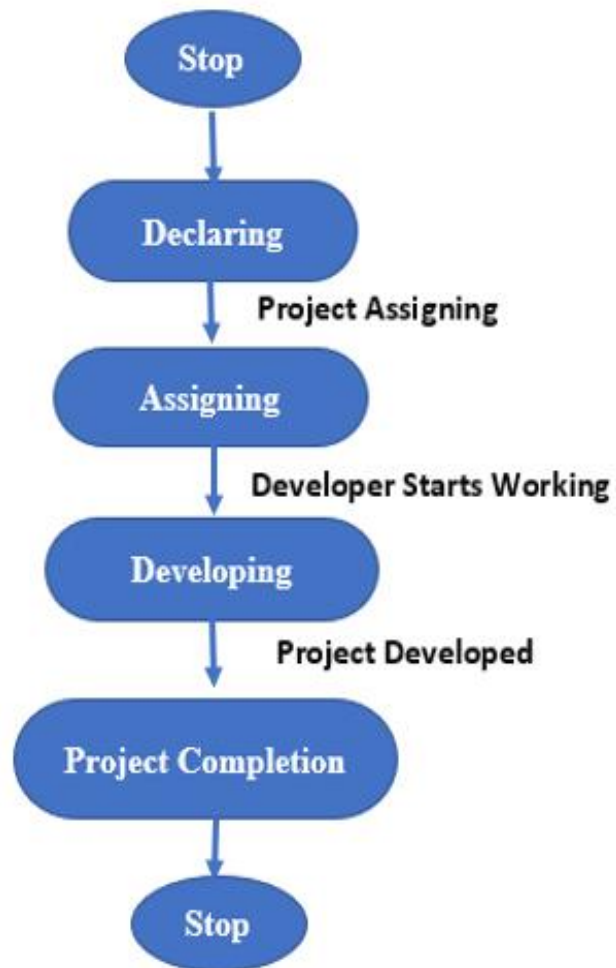 Stop
Declaring
Project Assigning
Assigning
Developer Starts Working
Developing
Project Developed
Project Completion
Stop